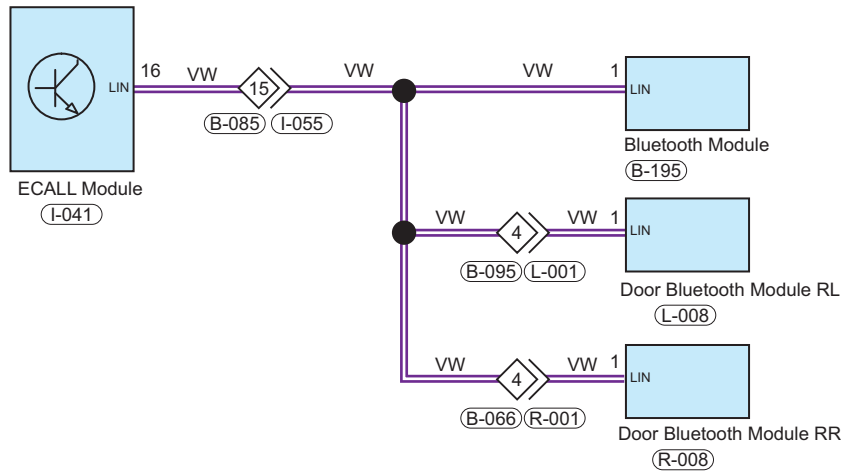 16 VW VW VW 1
LIN 15 LIN
B-085 I-055
Bluetooth Module
B-195
ECALL Module
I-041
VW VW 1
4 LIN
B-095 L-001
Door Bluetooth Module RL
L-008
VW VW 1
4 LIN
B-066 R-001
Door Bluetooth Module RR
R-008